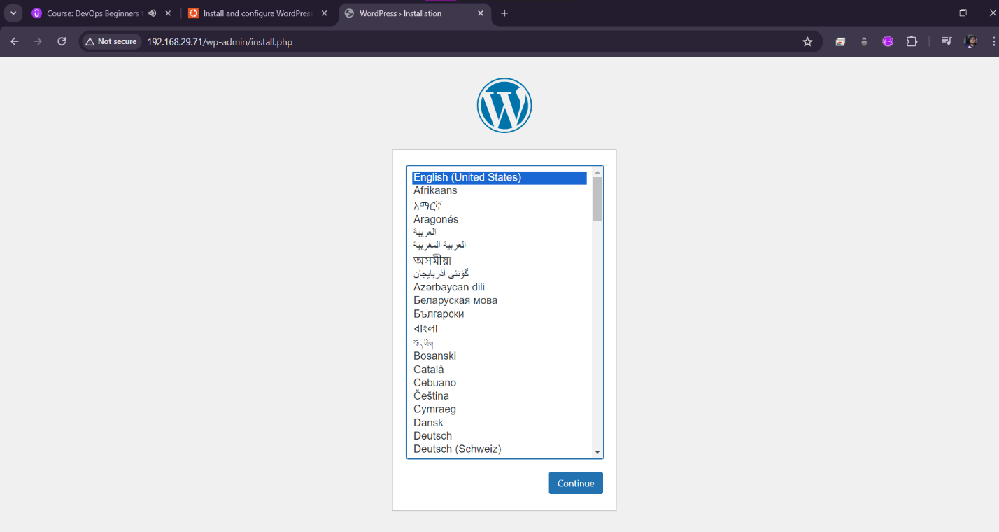 Course: DevOps Beginners
Install and configure WordPress
WordPress › Installation
Not secure
192.168.29.71/wp-admin/install.php
English (United States)
Afrikaans
አማርኛ
Aragonés
العربية
العربية المغربية
অসমীয়া
گؤنئی آذربایجان
Azərbaycan dili
Беларуская мова
Български
বাংলা
བོད་ཡིག
Bosanski
Català
Cebuano
Čeština
Cymraeg
Dansk
Deutsch
Deutsch (Schweiz)
Continue